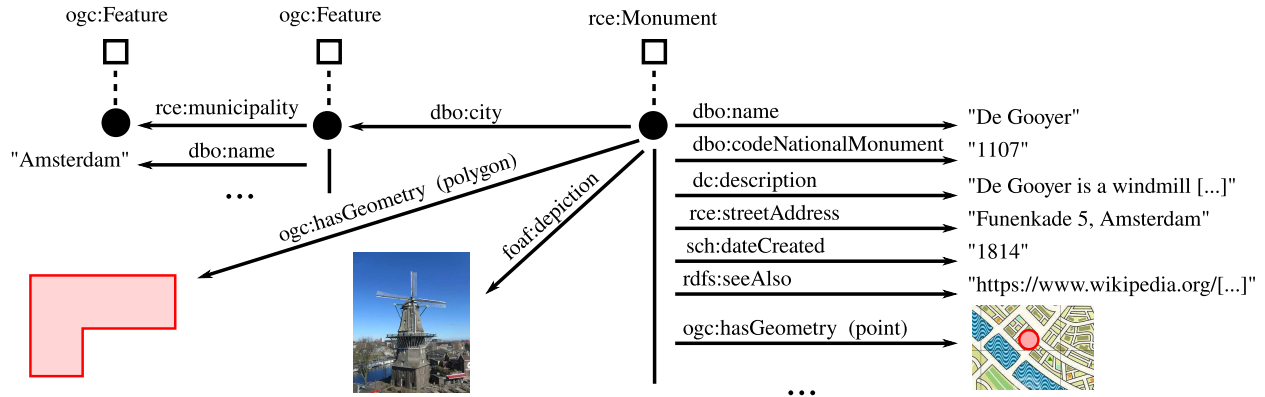 ogc:Feature
ogc:Feature
rce:Monument
rce:municipality
dbo:city
dbo:name
"De Gooyer"
dbo:codeNationalMonument
"1107"
"Amsterdam"
dbo:name
...
dc:description
"De Gooyer is a windmill [...]"
ogc:hasGeometry (polygon)
foaf:depiction
rce:streetAddress
"Funenkade 5, Amsterdam"
sch:dateCreated
"1814"
rdfs:seeAlso
"https://www.wikipedia.org/[...]"
ogc:hasGeometry (point)
...